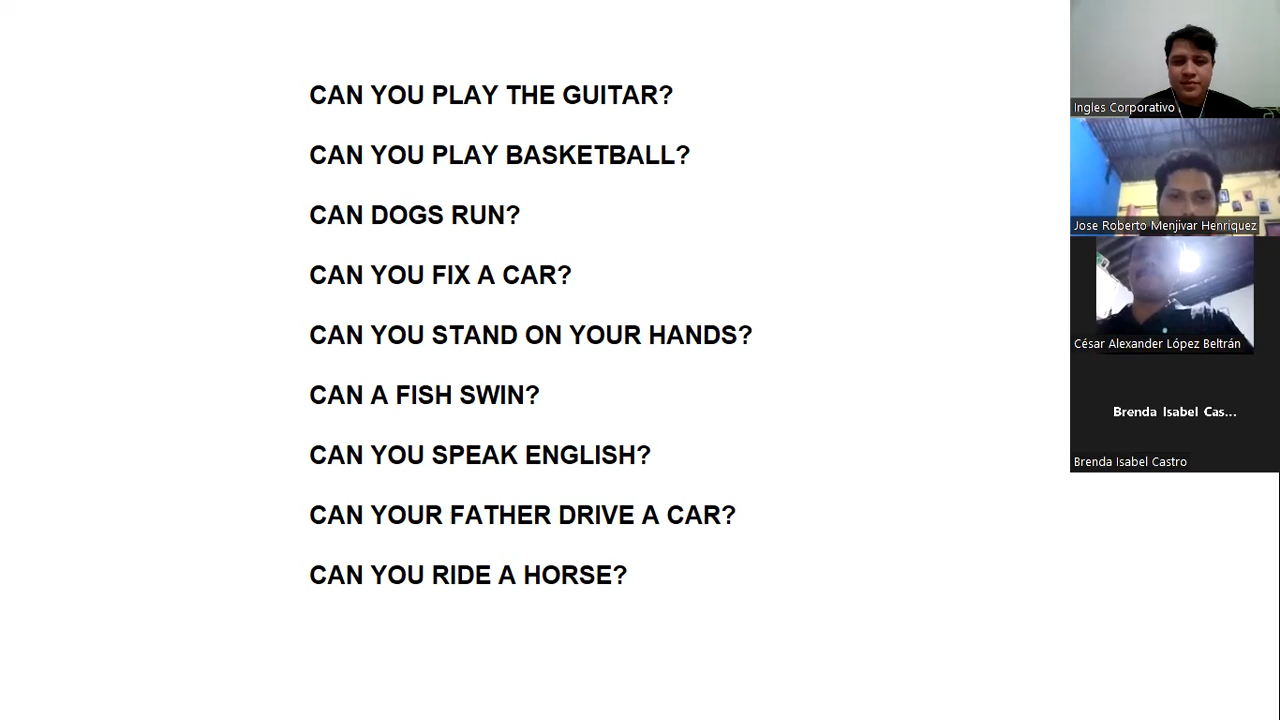 CAN YOU PLAY THE GUITAR?
CAN YOU PLAY BASKETBALL?
CAN DOGS RUN?
CAN YOU FIX A CAR?
CAN YOU STAND ON YOUR HANDS?
CAN A FISH SWIN?
CAN YOU SPEAK ENGLISH?
CAN YOUR FATHER DRIVE A CAR?
CAN YOU RIDE A HORSE?
Ingles Corporativo
Jose Roberto Menjivar Henriquez
César Alexander López Beltrán
Brenda Isabel Cas...
Brenda Isabel Castro